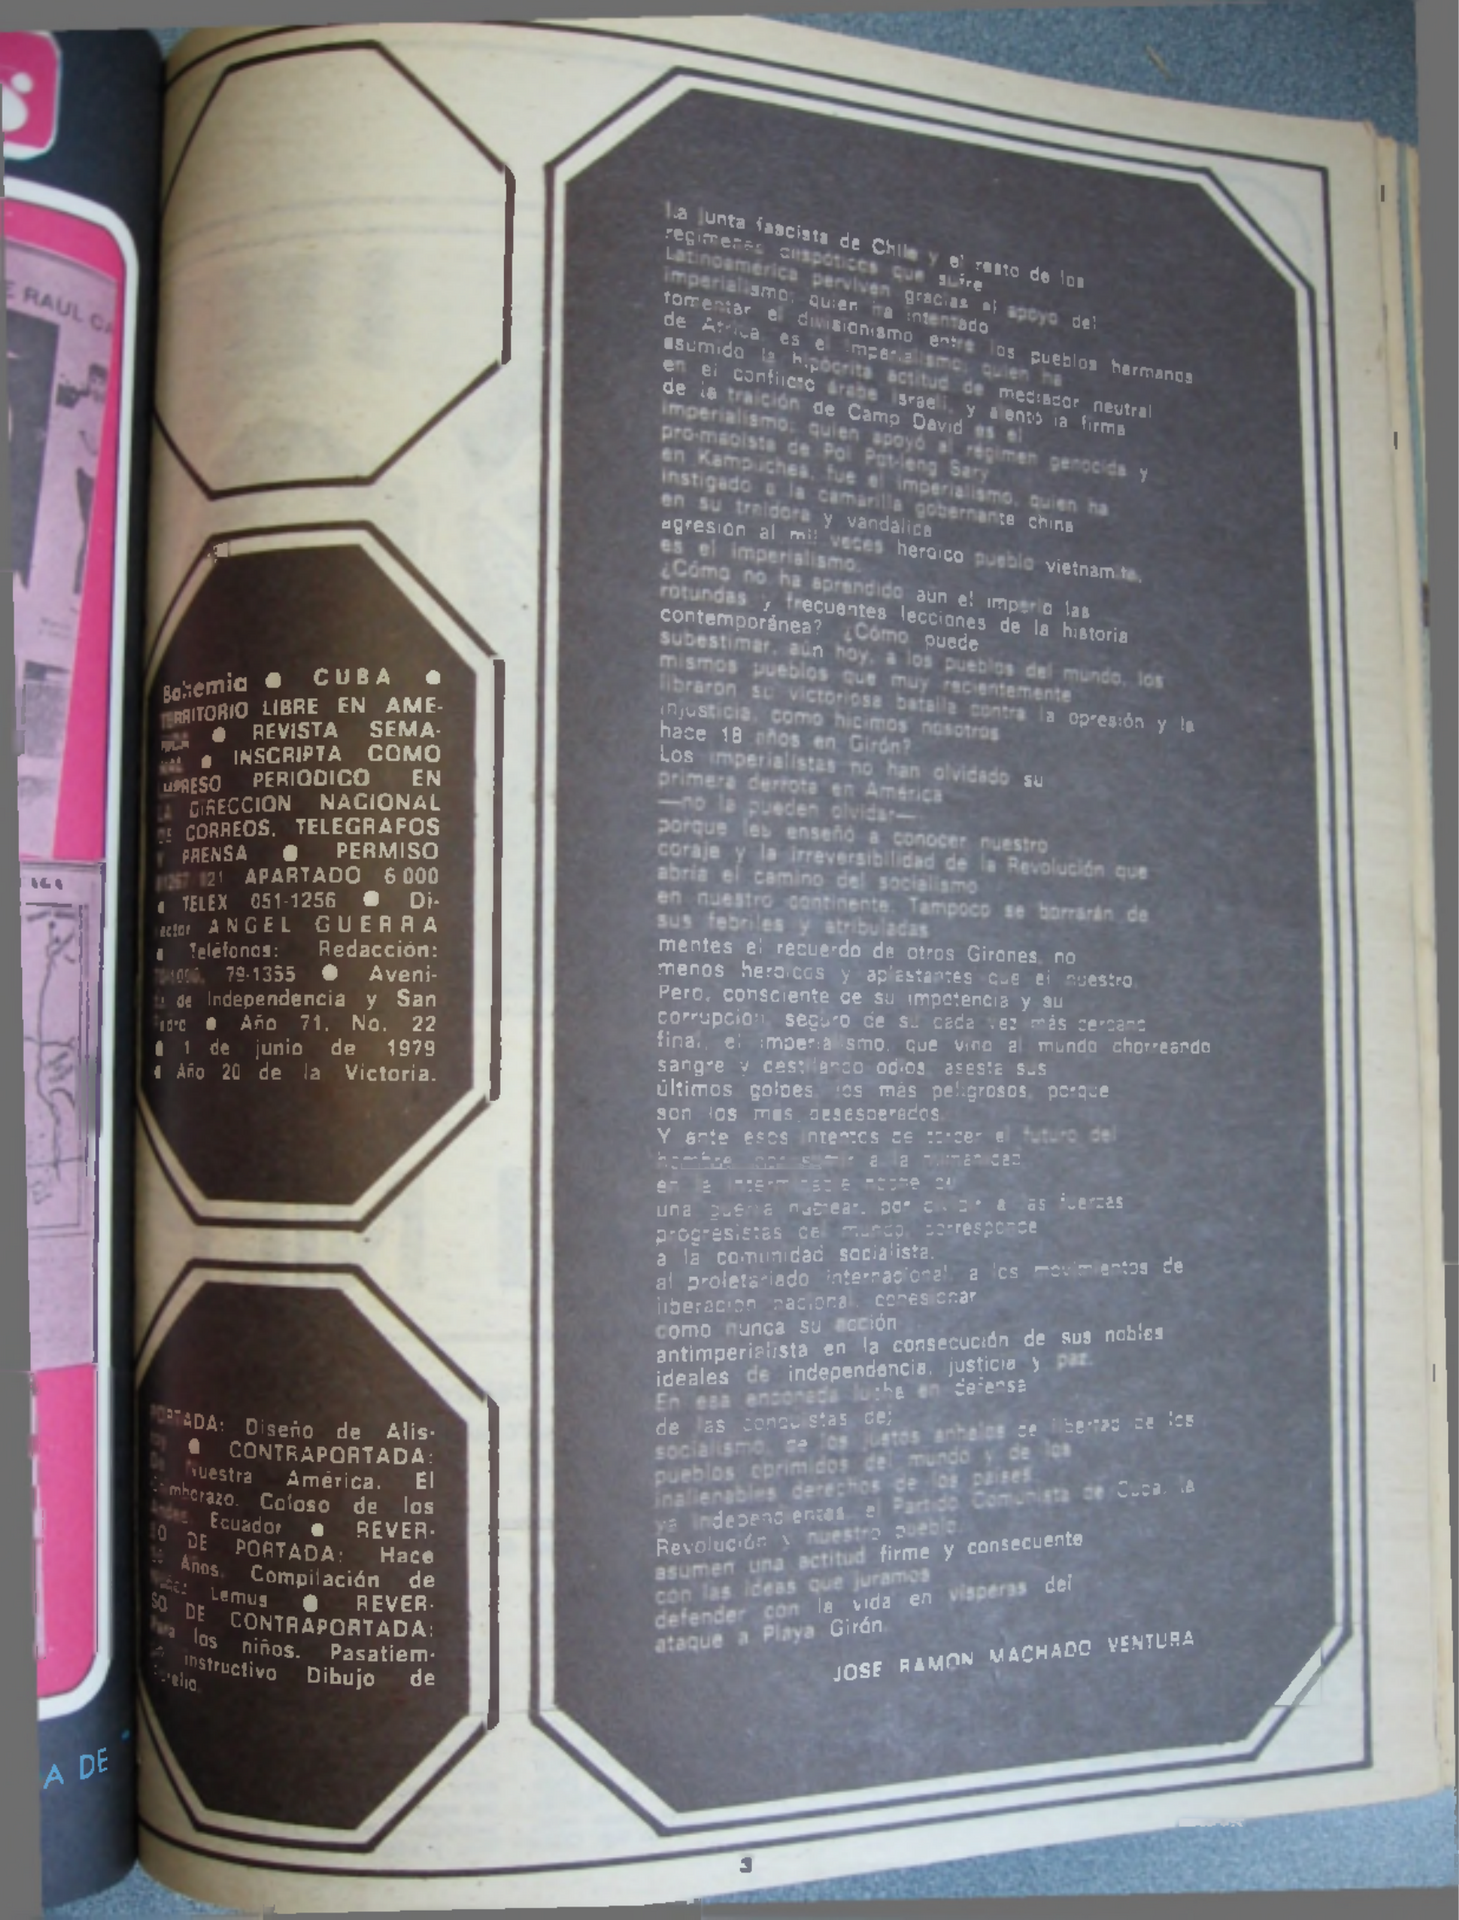 E RAUL CA
A DE
Bohemia ● CUBA ●
TERRITORIO LIBRE EN AME-
● REVISTA SEMA-
● INSCRIPTA COMO
IMPRESO PERIODICO EN
LA DIRECCION NACIONAL
DE CORREOS, TELEGRAFOS
Y PRENSA ● PERMISO
APARTADO 6 000
● TELEX 051-1256 ● Di-
rector ANGEL GUERRA
● Teléfonos: Redacción:
79-1355 ● Aveni-
da de Independencia y San
● Año 71, No. 22
● 1 de junio de 1979
● Año 20 de la Victoria.
PORTADA: Diseño de Alis-
● CONTRAPORTADA:
De Nuestra América. El
Chimborazo. Coloso de los
Andes. Ecuador ● REVER-
SO DE PORTADA: Hace
Años. Compilación de
Lemus ● REVER-
SO DE CONTRAPORTADA:
Para los niños. Pasatiem-
instructivo Dibujo de
La junta fascista de Chile y el resto de los
regímenes despóticos que sufre
Latinoamérica perviven gracias al apoyo del
imperialismo; quien ha intentado
fomentar el divisionismo entre los pueblos hermanos
de Africa, es el imperialismo; quien ha
asumido la hipócrita actitud de mediador neutral
en el conflicto árabe israelí, y alentó la firma
de la traición de Camp David es el
imperialismo; quien apoyó al régimen genocida y
pro-maoista de Pol Pot-Ieng Sary
en Kampuchea, fue el imperialismo, quien ha
instigado a la camarilla gobernante china
en su traidora y vandálica
agresión al mil veces heroico pueblo vietnamita,
es el imperialismo.
¿Cómo no ha aprendido aún el imperio las
rotundas y frecuentes lecciones de la historia
contemporánea? ¿Cómo puede
subestimar, aún hoy, a los pueblos del mundo, los
mismos pueblos que muy recientemente
libraron su victoriosa batalla contra la opresión y la
injusticia, como hicimos nosotros
hace 18 años en Girón?
Los imperialistas no han olvidado su
primera derrota en América
—no la pueden olvidar—
porque les enseñó a conocer nuestro
coraje y la irreversibilidad de la Revolución que
abría el camino del socialismo
en nuestro continente. Tampoco se borrarán de
sus febriles y atribuladas
mentes el recuerdo de otros Girones, no
menos heroicos y aplastantes que el nuestro.
Pero, consciente de su impotencia y su
corrupción, seguro de su cada vez más cercano
final, el imperialismo, que vino al mundo chorreando
sangre y destilando odios, asesta sus
últimos golpes, los más peligrosos, porque
son los más desesperados.
Y ante esos intentos de torcer el futuro del
hombre, por sumir a la humanidad
en la interminable noche de
una guerra nuclear, por dividir a las fuerzas
progresistas del mundo, corresponde
a la comunidad socialista,
al proletariado internacional, a los movimientos de
liberación nacional, cohesionar
como nunca su acción
antimperialista en la consecución de sus nobles
ideales de independencia, justicia y paz.
En esa enconada lucha en defensa
de las conquistas del
socialismo, de los justos anhelos de libertad de los
pueblos oprimidos del mundo y de los
inalienables derechos de los países
ya independientes, el Partido Comunista de Cuba, la
Revolución y nuestro pueblo
asumen una actitud firme y consecuente
con las ideas que juramos
defender con la vida en vísperas del
ataque a Playa Girón.
JOSE RAMON MACHADO VENTURA
3